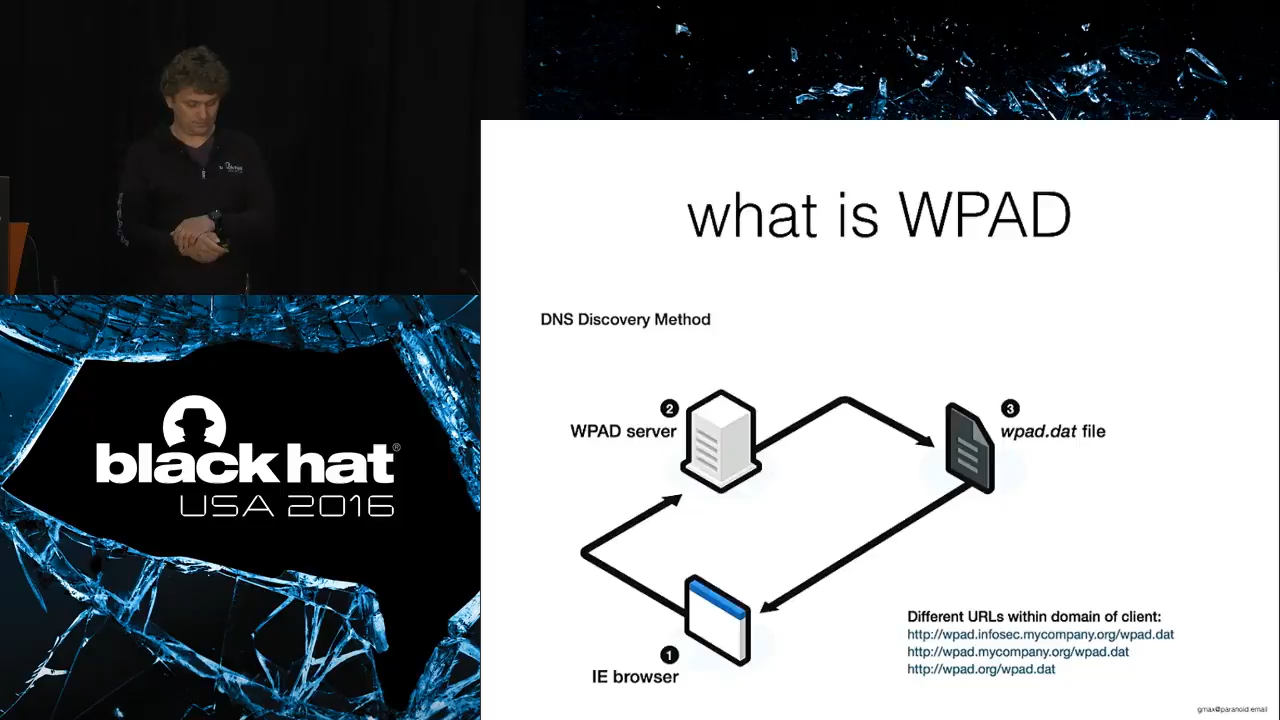 what is WPAD
DNS Discovery Method
2
WPAD server
3
wpad.dat file
1
IE browser
Different URLs within domain of client:
http://wpad.infosec.mycompany.org/wpad.dat
http://wpad.mycompany.org/wpad.dat
http://wpad.org/wpad.dat
gmax@paranoid.email
black hat®
USA 2016